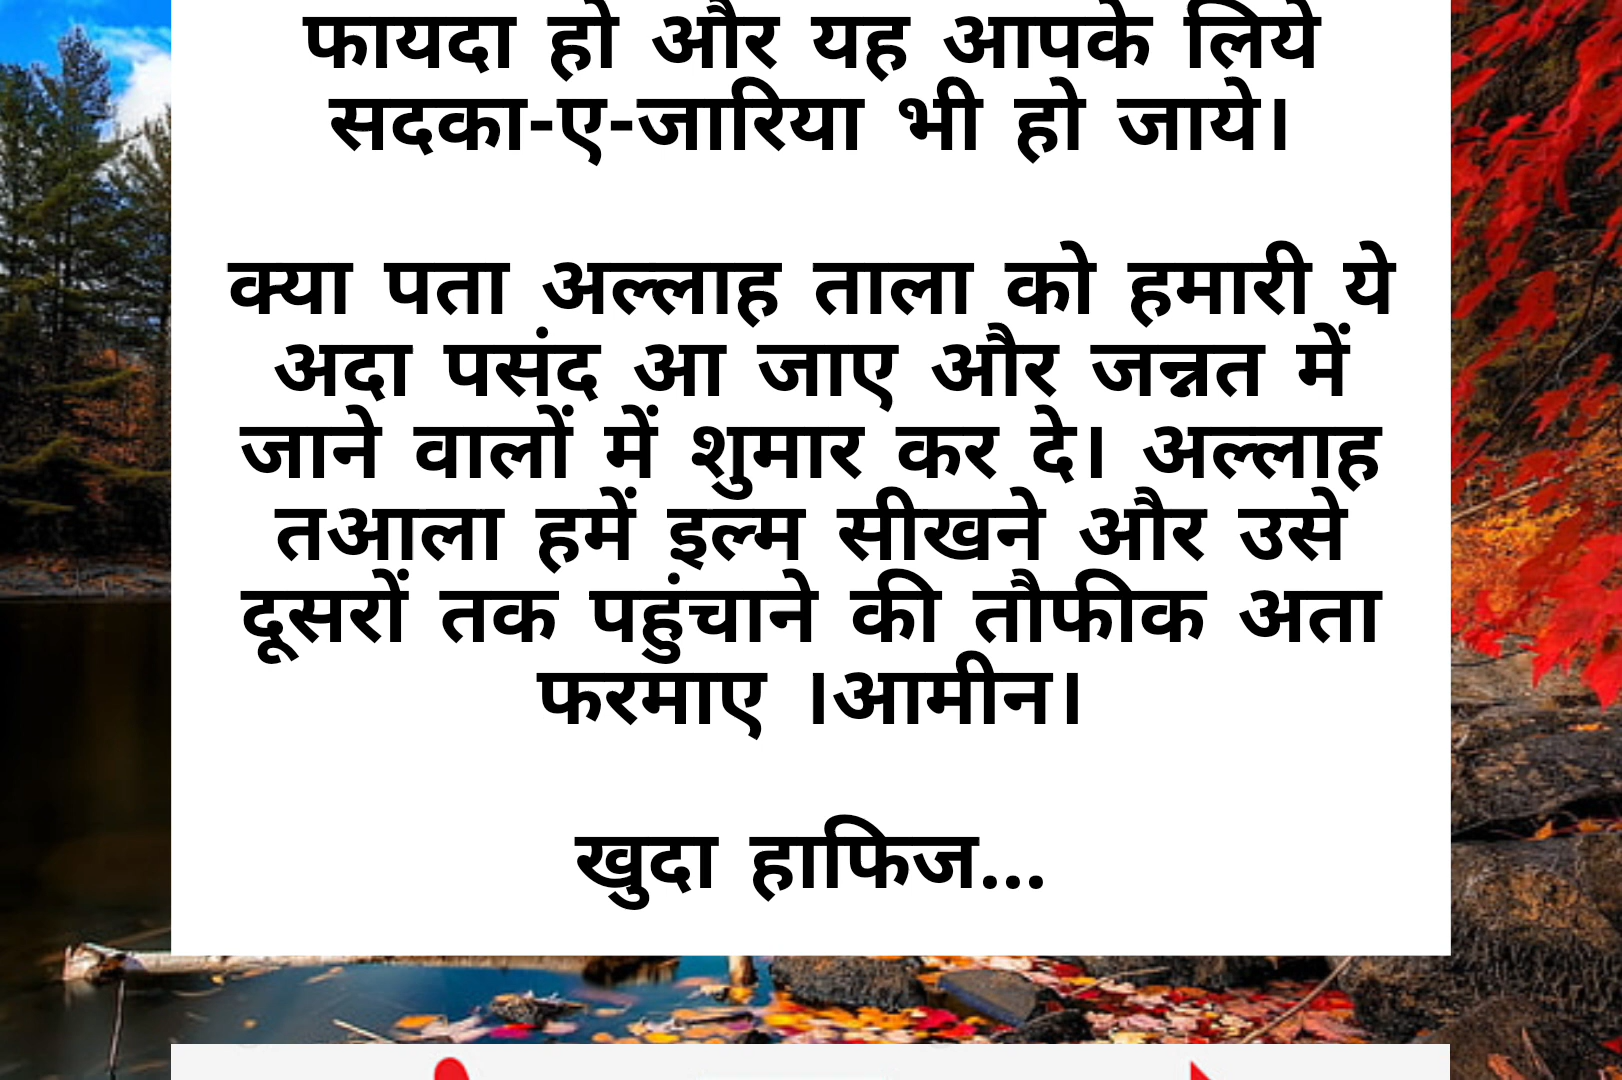 फायदा हो और यह आपके लिये
सदका-ए-जारिया भी हो जाये।
क्या पता अल्लाह ताला को हमारी ये
अदा पसंद आ जाए और जन्नत में
जाने वालों में शुमार कर दे। अल्लाह
तआला हमें इल्म सीखने और उसे
दूसरों तक पहुंचाने की तौफीक अता
फरमाए ।आमीन।
खुदा हाफिज...